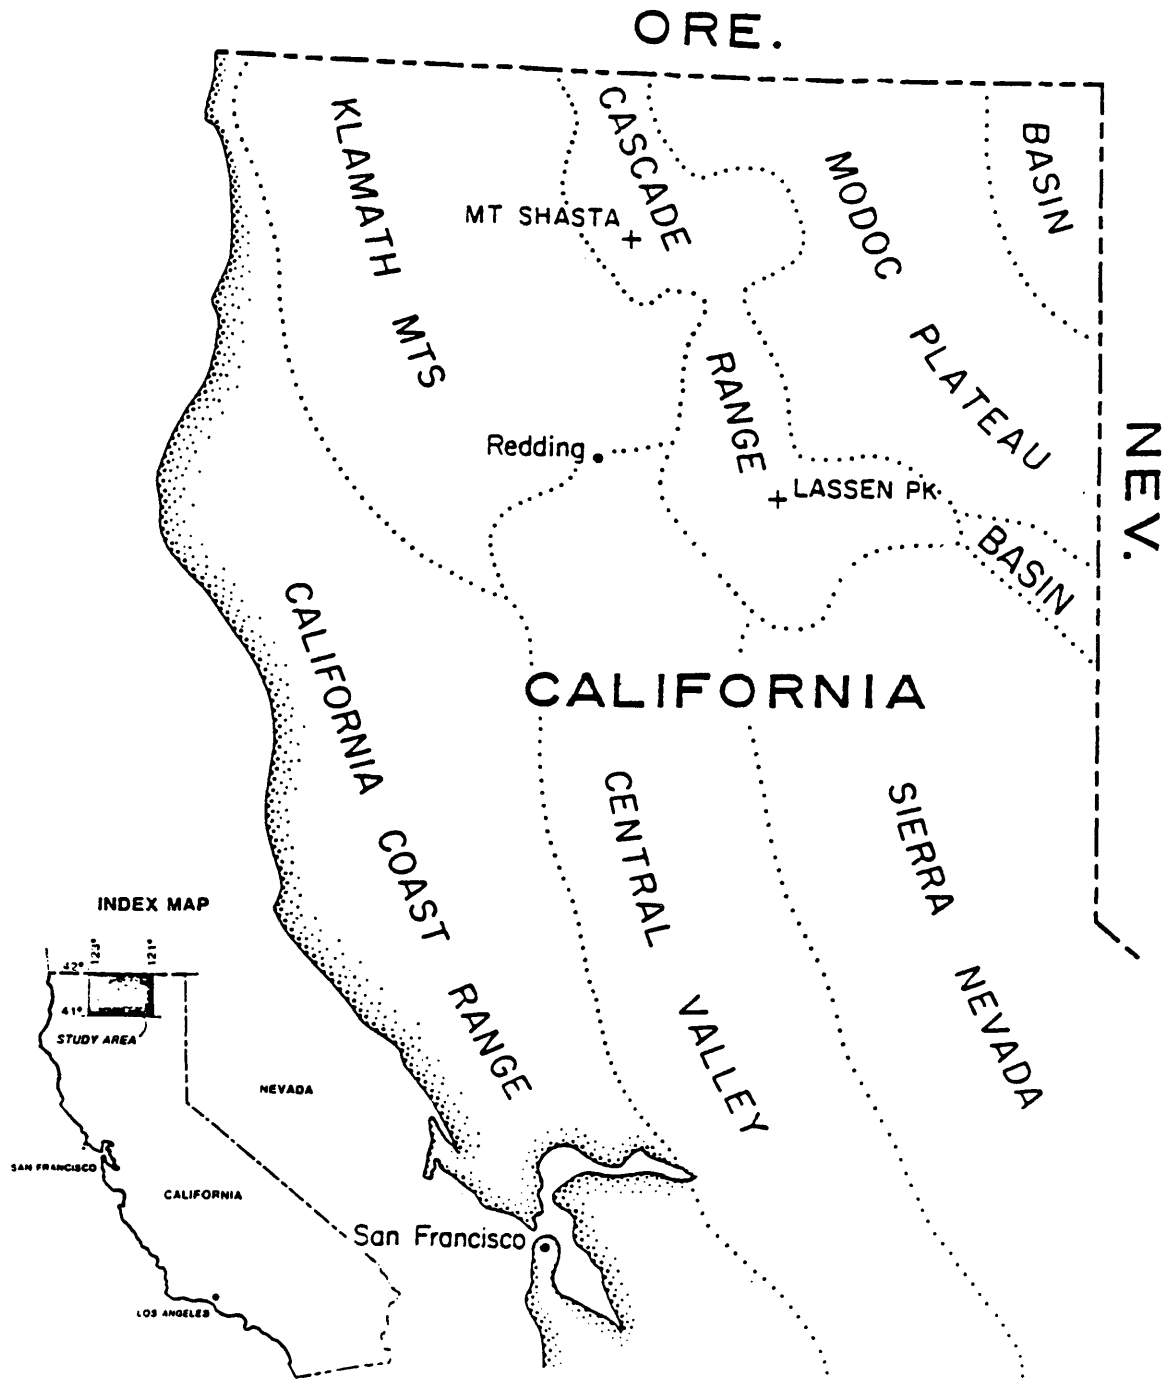 ORE.
KLAMATH MTS
CASCADE RANGE
MODOC PLATEAU
BASIN
MT SHASTA
NEV.
Redding
LASSEN PK.
BASIN
CALIFORNIA
CALIFORNIA COAST RANGE
CENTRAL VALLEY
SIERRA NEVADA
San Francisco
INDEX MAP
123°
121°
42°
41°
STUDY AREA
NEVADA
SAN FRANCISCO
CALIFORNIA
LOS ANGELES